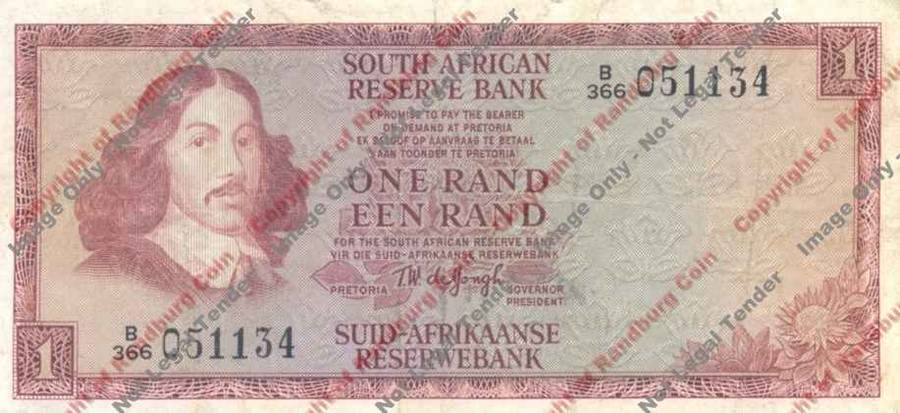 1
SOUTH AFRICAN
RESERVE BANK
B
366 051134
I PROMISE TO PAY THE BEARER
ON DEMAND AT PRETORIA
EK BELOOF OP AANVRAAG TE BETAAL
AAN TOONDER TE PRETORIA
ONE RAND
EEN RAND
FOR THE SOUTH AFRICAN RESERVE BANK
VIR DIE SUID-AFRIKAANSE RESERWEBANK
T.W. de Jongh
PRETORIA
GOVERNOR
PRESIDENT.
1
B
366 051134
SUID-AFRIKAANSE
RESERWEBANK
Copyright of Randburg Coin
Image Only - Not Legal Tender